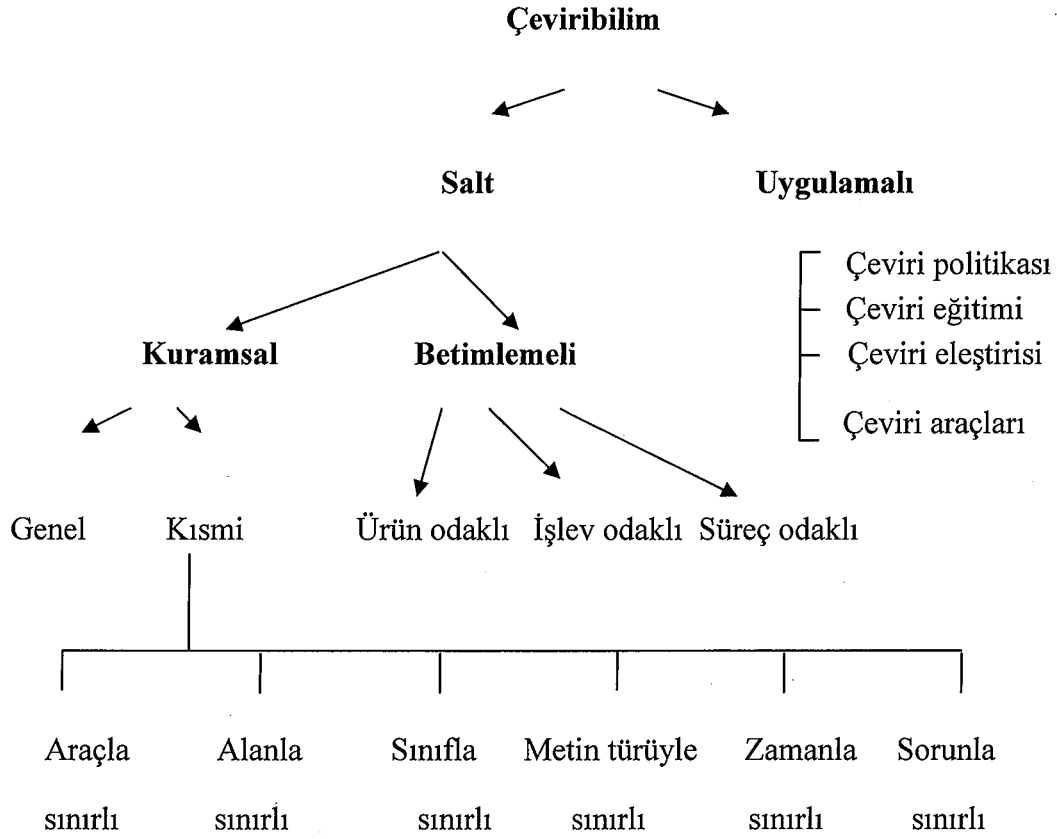 Çeviribilim
Salt Uygulamalı
Çeviri politikası
Çeviri eğitimi
Çeviri eleştirisi
Çeviri araçları
Kuramsal Betimlemeli
Genel Kısmi Ürün odaklı İşlev odaklı Süreç odaklı
Araçla Alanla Sınıfla Metin türüyle Zamanla Sorunla
sınırlı sınırlı sınırlı sınırlı sınırlı sınırlı